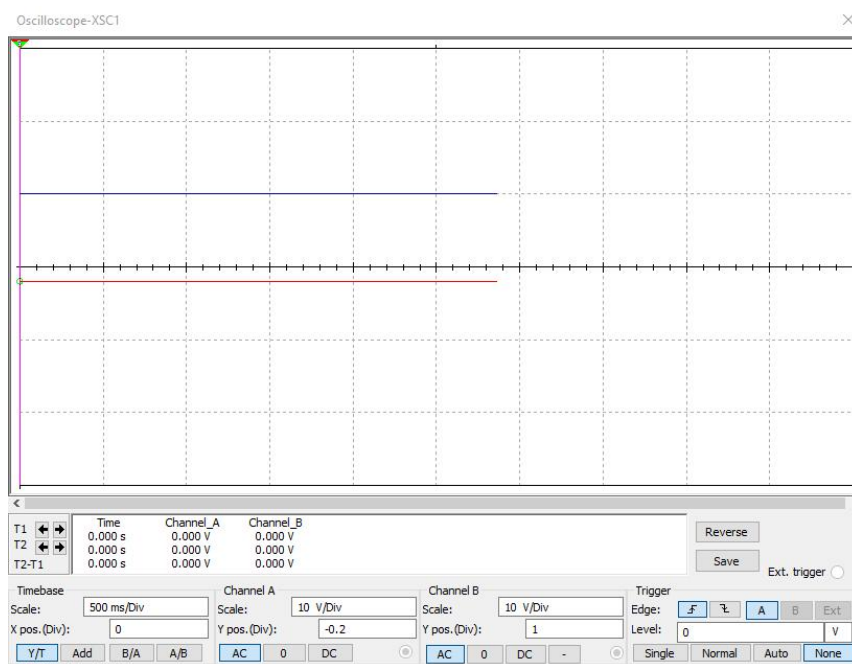 Oscilloscope-XSC1
Time Channel_A Channel_B
T1 0.000 s 0.000 V 0.000 V
T2 0.000 s 0.000 V 0.000 V
T2-T1 0.000 s 0.000 V 0.000 V
Reverse
Save
Ext. trigger
Timebase
Scale: 500 ms/Div
X pos.(Div): 0
Y/T Add B/A A/B
Channel A
Scale: 10 V/Div
Y pos.(Div): -0.2
AC 0 DC
Channel B
Scale: 10 V/Div
Y pos.(Div): 1
AC 0 DC -
Trigger
Edge: A B Ext
Level: 0 V
Single Normal Auto None